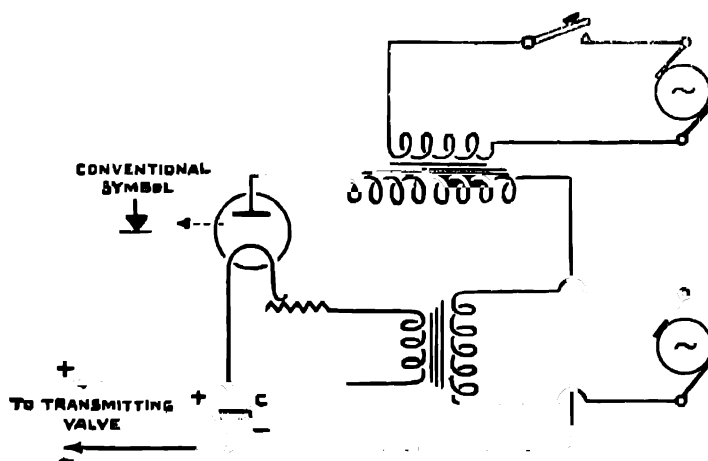 CONVENTIONAL
SYMBOL
~
+
TO TRANSMITTING
VALVE
+ C
−
~